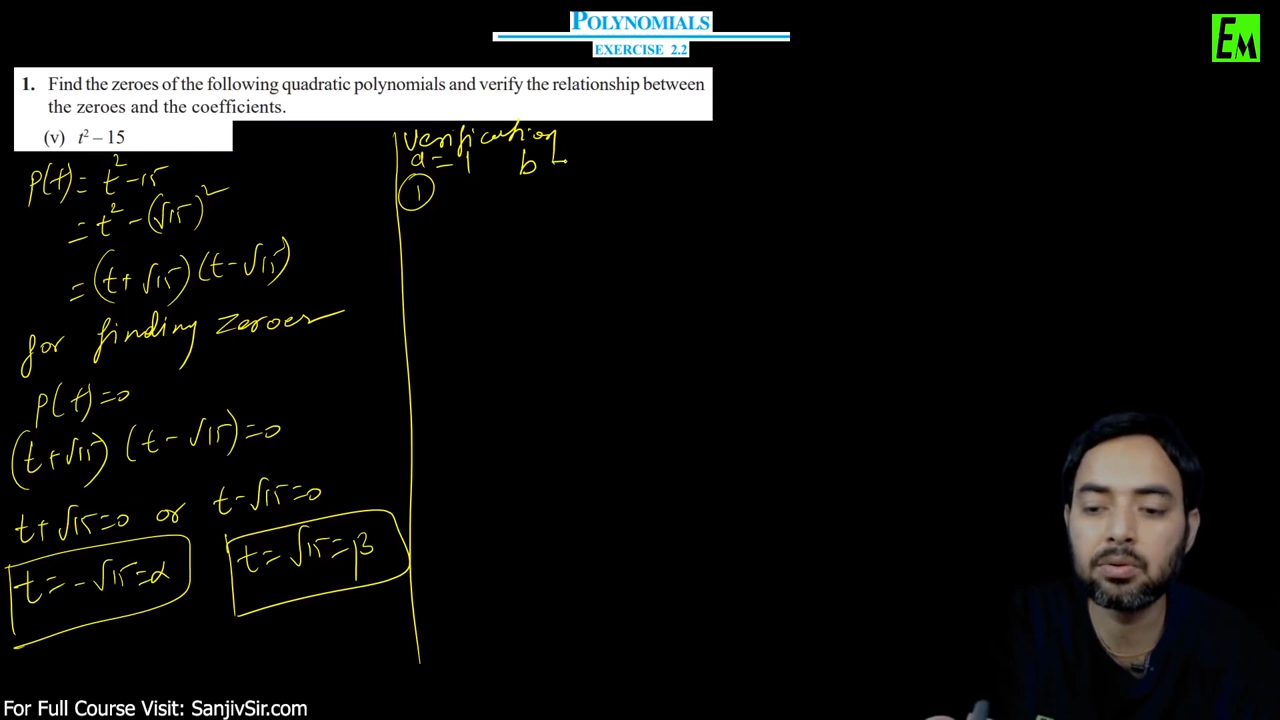 POLYNOMIALS
EXERCISE 2.2
EM
1. Find the zeroes of the following quadratic polynomials and verify the relationship between
the zeroes and the coefficients.
(v) t² – 15
p(t) = t² - 15
= t² - (√15)²
= (t + √15) (t - √15)
for finding zeroes
p(t) = 0
(t + √15) (t - √15) = 0
t + √15 = 0 or t - √15 = 0
t = - √15 = α
t = √15 = β
Verification
a = 1 b -
①
For Full Course Visit: SanjivSir.com